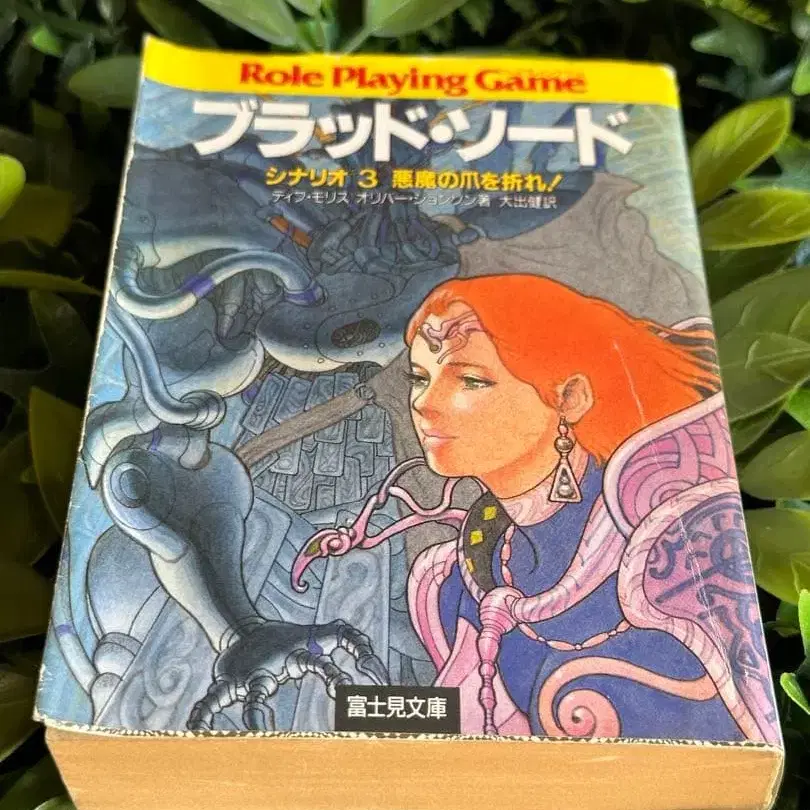 Role Playing Game
ブラッド・ソード
シナリオ 3 悪魔の爪を折れ!
ディブ・モリス オリバー・ジョンソン著 大出健訳
富士見文庫